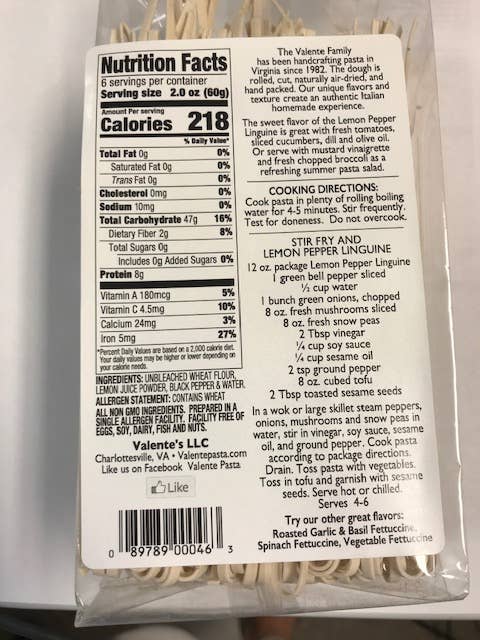 Nutrition Facts
6 servings per container
Serving size 2.0 oz (60g)
Amount Per serving
Calories 218
% Daily Value*
Total Fat 0g 0%
Saturated Fat 0g 0%
Trans Fat 0g 0%
Cholesterol 0mg 0%
Sodium 10mg 0%
Total Carbohydrate 47g 16%
Dietary Fiber 2g 8%
Total Sugars 0g
Includes 0g Added Sugars 0%
Protein 8g
Vitamin A 180mcg 5%
Vitamin C 4.5mg 10%
Calcium 24mg 3%
Iron 5mg 27%
*Percent Daily Values are based on a 2,000 calorie diet.
Your daily values may be higher or lower depending on
your calorie needs.
INGREDIENTS: UNBLEACHED WHEAT FLOUR,
LEMON JUICE POWDER, BLACK PEPPER & WATER.
ALLERGEN STATEMENT: CONTAINS WHEAT
ALL NON GMO INGREDIENTS. PREPARED IN A
SINGLE ALLERGEN FACILITY. FACILITY FREE OF
EGGS, SOY, DAIRY, FISH AND NUTS.
Valente's LLC
Charlottesville, VA • Valentepasta.com
Like us on Facebook Valente Pasta
Like
0 89789 00046 3
The Valente Family
has been handcrafting pasta in
Virginia since 1982. The dough is
rolled, cut, naturally air-dried, and
hand packed. Our unique flavors and
texture create an authentic Italian
homemade experience.
The sweet flavor of the Lemon Pepper
Linguine is great with fresh tomatoes,
sliced cucumbers, dill and olive oil.
Or serve with mustard vinaigrette
and fresh chopped broccoli as a
refreshing summer pasta salad.
COOKING DIRECTIONS:
Cook pasta in plenty of rolling boiling
water for 4-5 minutes. Stir frequently.
Test for doneness. Do not overcook.
STIR FRY AND
LEMON PEPPER LINGUINE
12 oz. package Lemon Pepper Linguine
1 green bell pepper sliced
½ cup water
1 bunch green onions, chopped
8 oz. fresh mushrooms sliced
8 oz. fresh snow peas
2 Tbsp vinegar
¼ cup soy sauce
¼ cup sesame oil
2 tsp ground pepper
8 oz. cubed tofu
2 Tbsp toasted sesame seeds
In a wok or large skillet steam peppers,
onions, mushrooms and snow peas in
water, stir in vinegar, soy sauce, sesame
oil, and ground pepper. Cook pasta
according to package directions.
Drain. Toss pasta with vegetables.
Toss in tofu and garnish with sesame
seeds. Serve hot or chilled.
Serves 4-6
Try our other great flavors:
Roasted Garlic & Basil Fettuccine,
Spinach Fettuccine, Vegetable Fettuccine